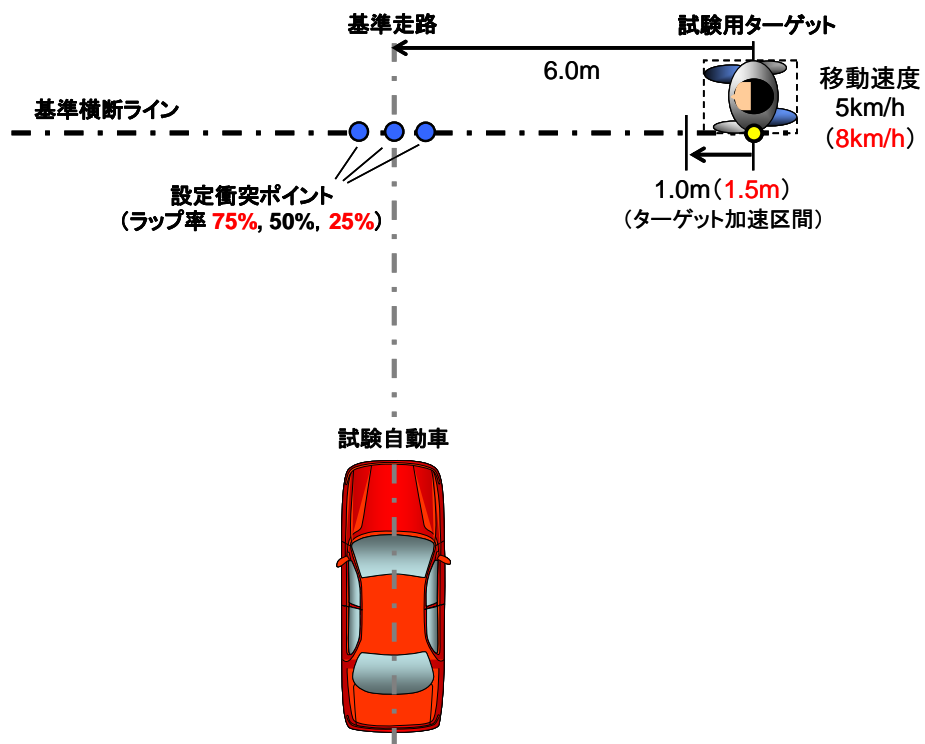 基準走路
試験用ターゲット
6.0m
移動速度
5km/h
（8km/h）
基準横断ライン
設定衝突ポイント
（ラップ率 75%, 50%, 25%）
1.0m（1.5m）
（ターゲット加速区間）
試験自動車